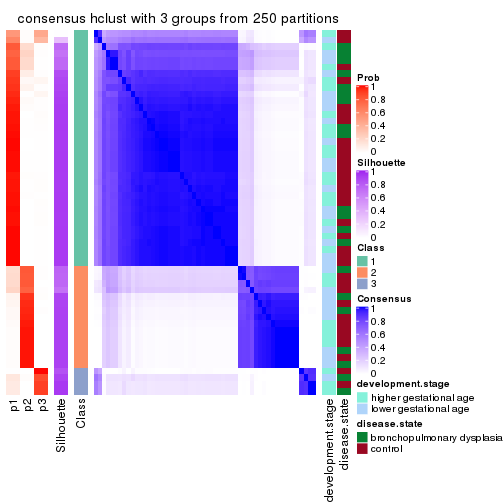 consensus hclust with 3 groups from 250 partitions
Prob
1
0.8
0.6
0.4
0.2
0
Silhouette
1
0.8
0.6
0.4
0.2
0
Class
1
2
3
Consensus
1
0.8
0.6
0.4
0.2
0
development.stage
higher gestational age
lower gestational age
disease.state
bronchopulmonary dysplasia
control
p1
p2
p3
Silhouette
Class
development.stage
disease.state